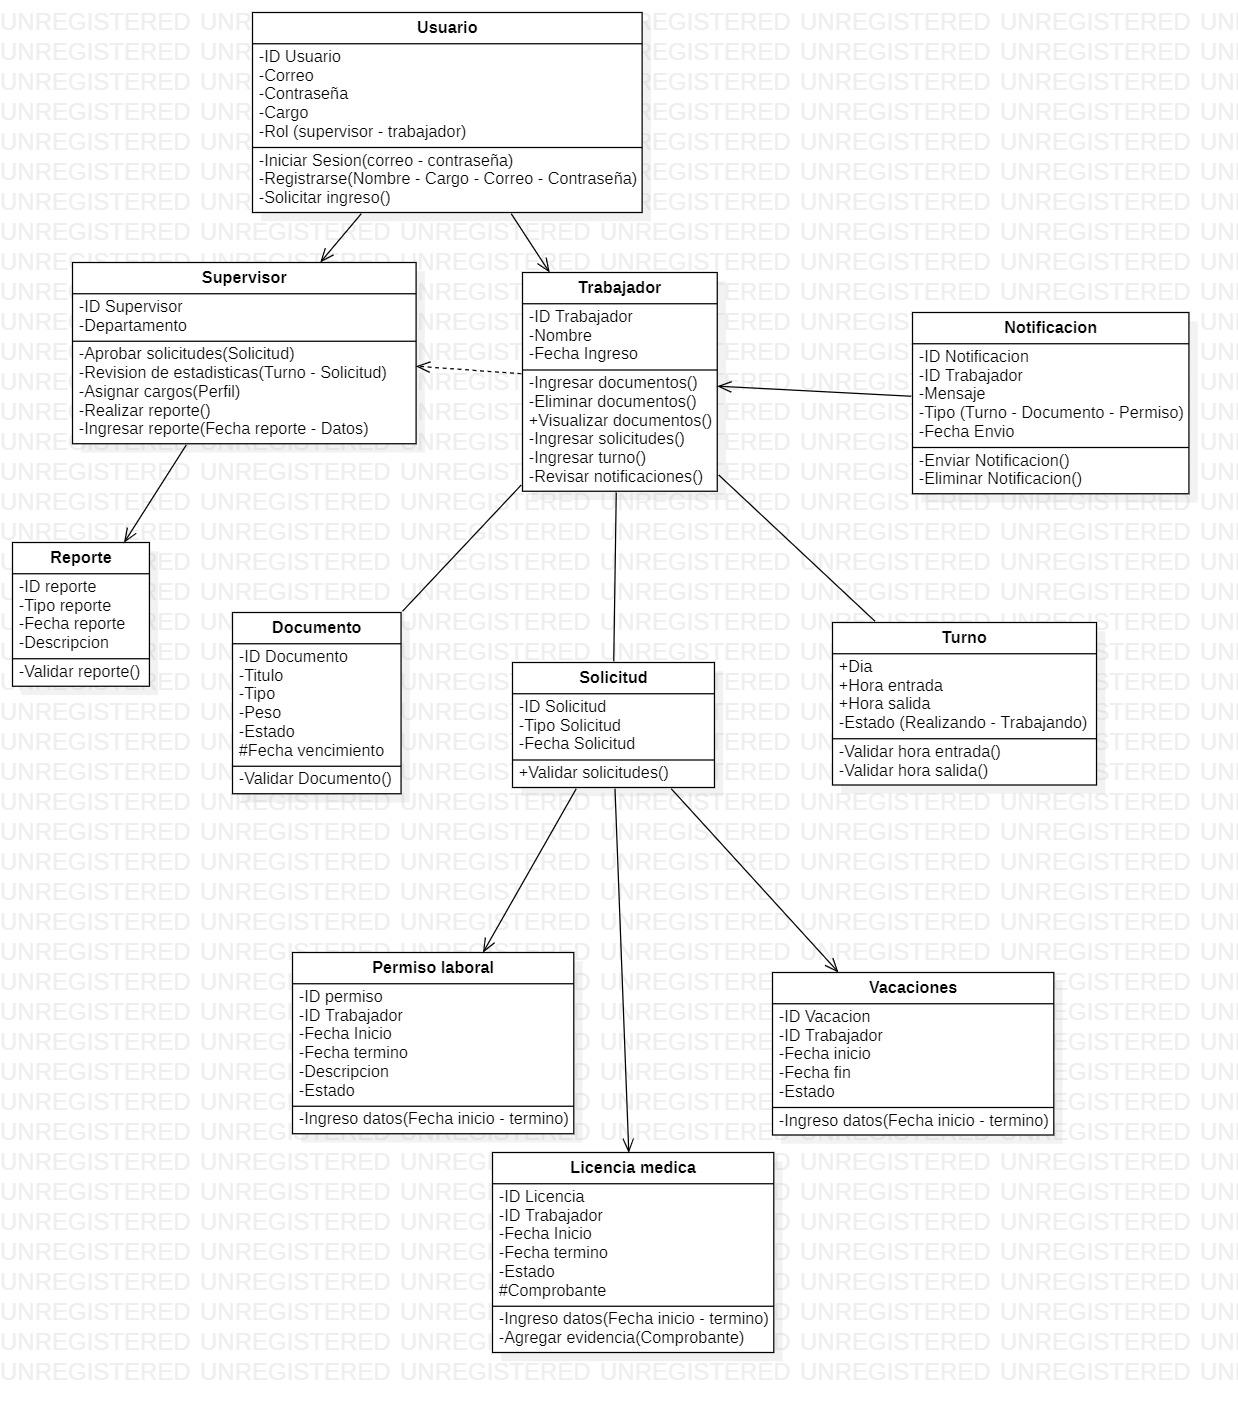 Usuario
-ID Usuario
-Correo
-Contraseña
-Cargo
-Rol (supervisor - trabajador)
-Iniciar Sesion(correo - contraseña)
-Registrarse(Nombre - Cargo - Correo - Contraseña)
-Solicitar ingreso()
Supervisor
-ID Supervisor
-Departamento
-Aprobar solicitudes(Solicitud)
-Revision de estadisticas(Turno - Solicitud)
-Asignar cargos(Perfil)
-Realizar reporte()
-Ingresar reporte(Fecha reporte - Datos)
Trabajador
-ID Trabajador
-Nombre
-Fecha Ingreso
-Ingresar documentos()
-Eliminar documentos()
+Visualizar documentos()
-Ingresar solicitudes()
-Ingresar turno()
-Revisar notificaciones()
Notificacion
-ID Notificacion
-ID Trabajador
-Mensaje
-Tipo (Turno - Documento - Permiso)
-Fecha Envio
-Enviar Notificacion()
-Eliminar Notificacion()
Reporte
-ID reporte
-Tipo reporte
-Fecha reporte
-Descripcion
-Validar reporte()
Documento
-ID Documento
-Titulo
-Tipo
-Peso
-Estado
#Fecha vencimiento
-Validar Documento()
Solicitud
-ID Solicitud
-Tipo Solicitud
-Fecha Solicitud
+Validar solicitudes()
Turno
+Dia
+Hora entrada
+Hora salida
-Estado (Realizando - Trabajando)
-Validar hora entrada()
-Validar hora salida()
Permiso laboral
-ID permiso
-ID Trabajador
-Fecha Inicio
-Fecha termino
-Descripcion
-Estado
-Ingreso datos(Fecha inicio - termino)
Vacaciones
-ID Vacacion
-ID Trabajador
-Fecha inicio
-Fecha fin
-Estado
-Ingreso datos(Fecha inicio - termino)
Licencia medica
-ID Licencia
-ID Trabajador
-Fecha Inicio
-Fecha termino
-Estado
#Comprobante
-Ingreso datos(Fecha inicio - termino)
-Agregar evidencia(Comprobante)
UNREGISTERED